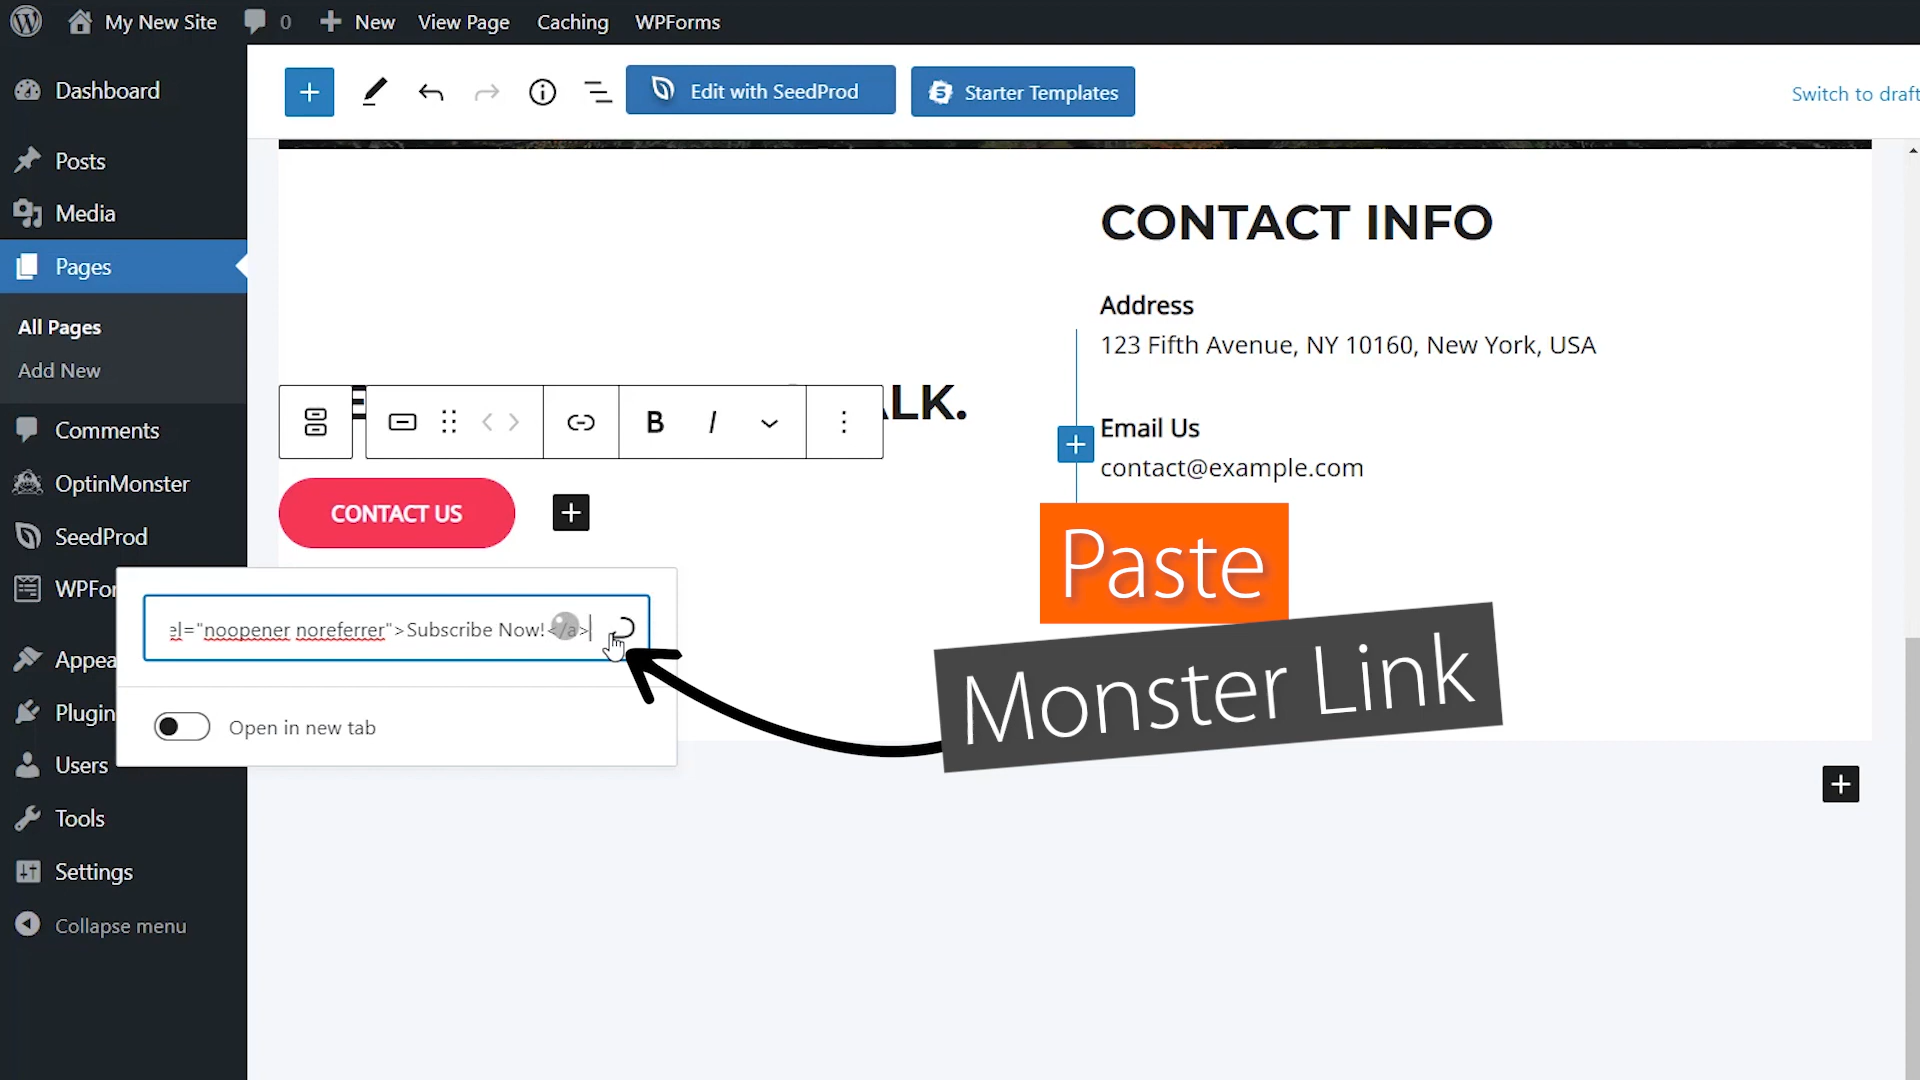 My New Site
0
New
View Page
Caching
WPForms
Dashboard
Posts
Media
Pages
All Pages
Add New
Comments
OptinMonster
SeedProd
WPFor
Appea
Plugin
Users
Tools
Settings
Collapse menu
Edit with SeedProd
Starter Templates
Switch to draft
CONTACT INFO
Address
123 Fifth Avenue, NY 10160, New York, USA
ALK.
B I
Email Us
contact@example.com
CONTACT US
el="noopener noreferrer">Subscribe Now!</a>
Open in new tab
Paste
Monster Link